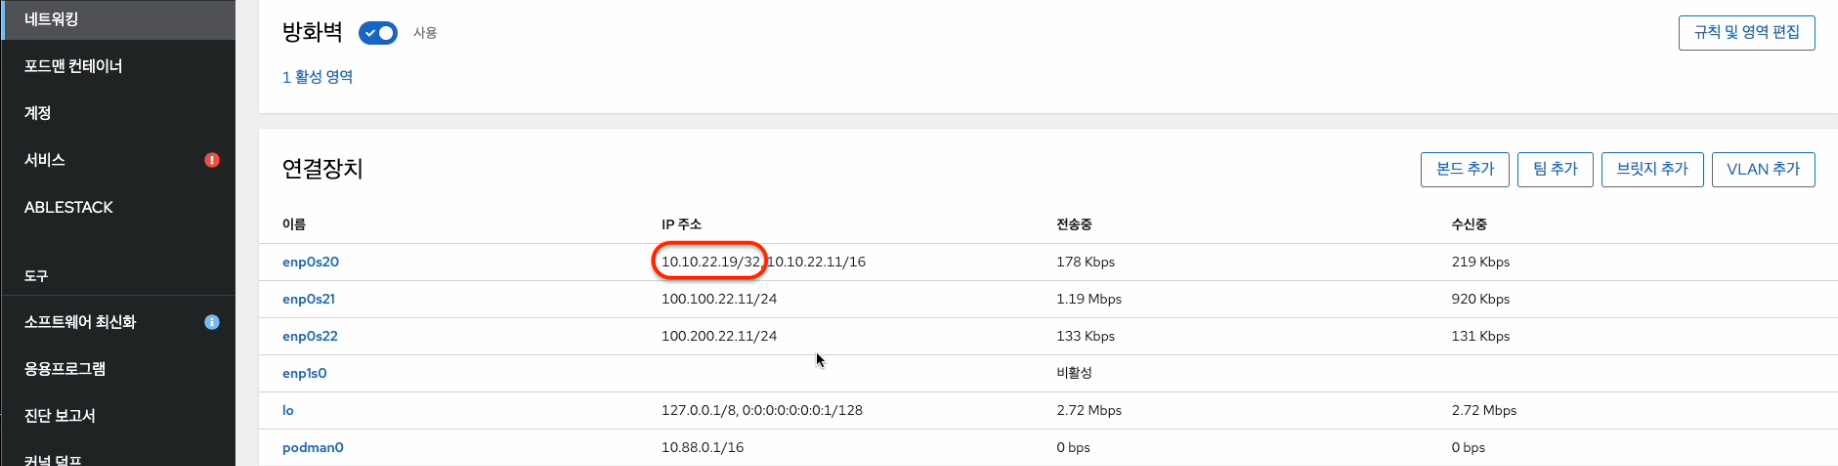 네트워킹
포드맨 컨테이너
계정
서비스
ABLESTACK
도구
소프트웨어 최신화
응용프로그램
진단 보고서
커널 덤프
방화벽 사용 규칙 및 영역 편집
1 활성 영역
연결장치 본드 추가 팀 추가 브릿지 추가 VLAN 추가
이름 IP 주소 전송중 수신중
enp0s20 10.10.22.19/32, 10.10.22.11/16 178 Kbps 219 Kbps
enp0s21 100.100.22.11/24 1.19 Mbps 920 Kbps
enp0s22 100.200.22.11/24 133 Kbps 131 Kbps
enp1s0 비활성
lo 127.0.0.1/8, 0:0:0:0:0:0:0:1/128 2.72 Mbps 2.72 Mbps
podman0 10.88.0.1/16 0 bps 0 bps